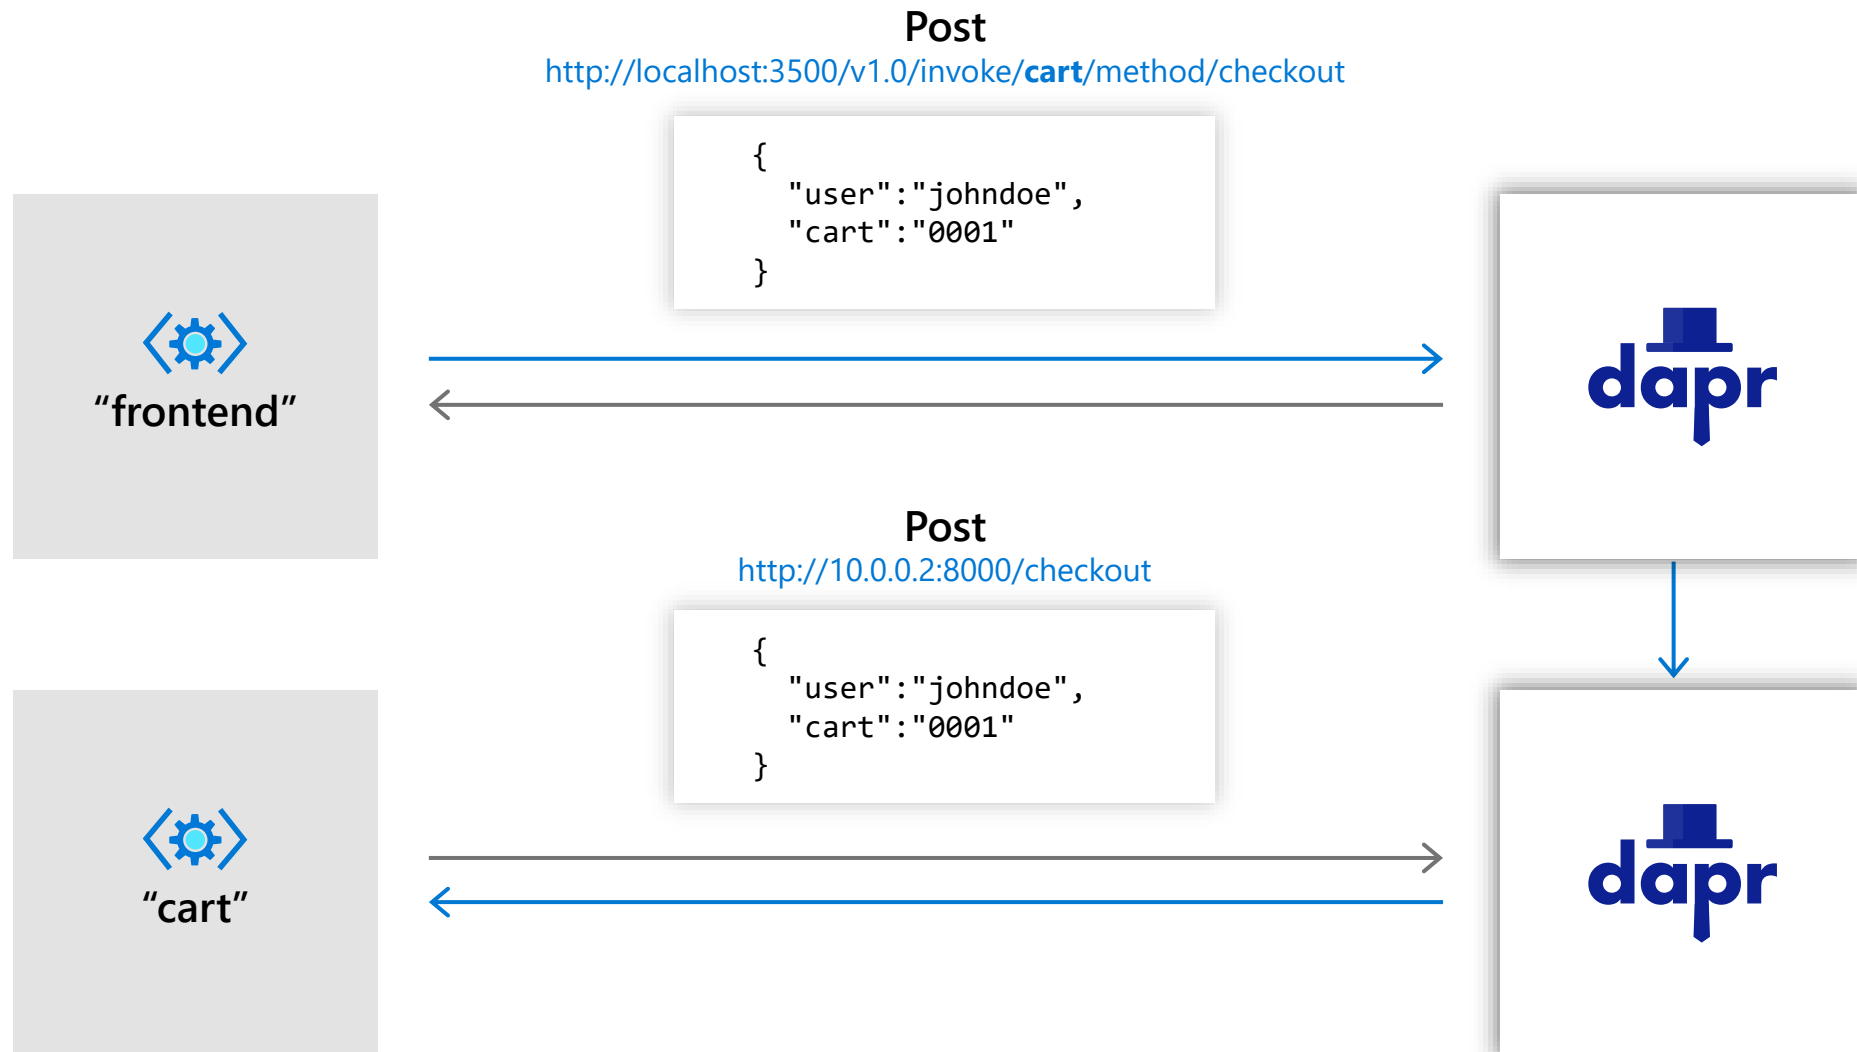 Post
http://localhost:3500/v1.0/invoke/cart/method/checkout
{
"user":"johndoe",
"cart":"0001"
}
“frontend”
dapr
Post
http://10.0.0.2:8000/checkout
{
"user":"johndoe",
"cart":"0001"
}
“cart”
dapr